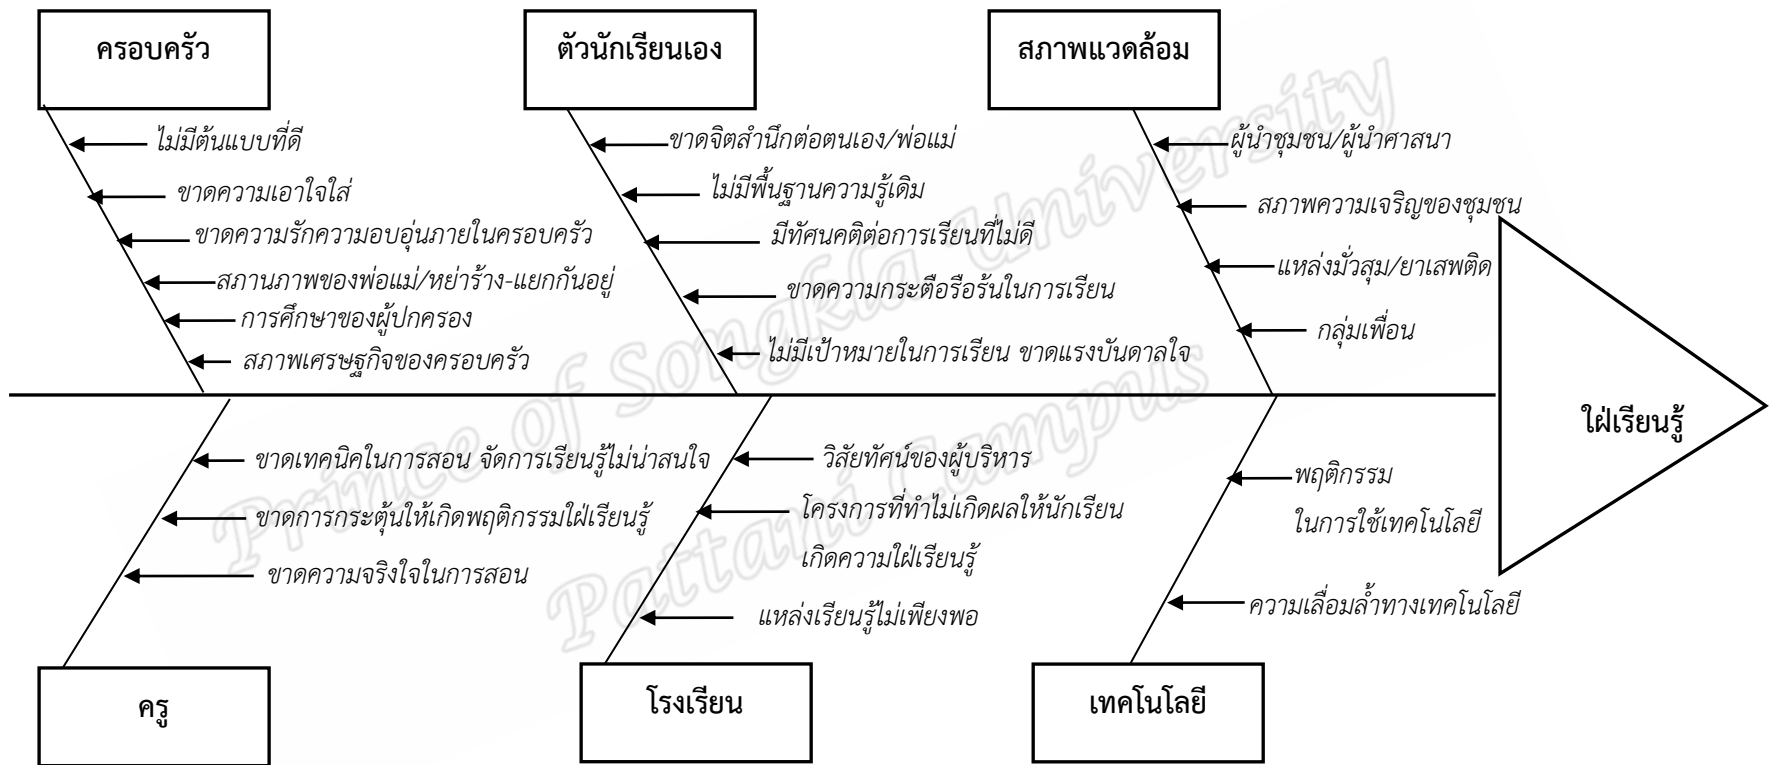 ครอบครัว
ไม่มีต้นแบบที่ดี
ขาดความเอาใจใส่
ขาดความรักความอบอุ่นภายในครอบครัว
สถานภาพของพ่อแม่/หย่าร้าง-แยกกันอยู่
การศึกษาของผู้ปกครอง
สภาพเศรษฐกิจของครอบครัว
ตัวนักเรียนเอง
ขาดจิตสำนึกต่อตนเอง/พ่อแม่
ไม่มีพื้นฐานความรู้เดิม
มีทัศนคติต่อการเรียนที่ไม่ดี
ขาดความกระตือรือร้นในการเรียน
ไม่มีเป้าหมายในการเรียน ขาดแรงบันดาลใจ
สภาพแวดล้อม
ผู้นำชุมชน/ผู้นำศาสนา
สภาพความเจริญของชุมชน
แหล่งมั่วสุม/ยาเสพติด
กลุ่มเพื่อน
ใฝ่เรียนรู้
ขาดเทคนิคในการสอน จัดการเรียนรู้ไม่น่าสนใจ
ขาดการกระตุ้นให้เกิดพฤติกรรมใฝ่เรียนรู้
ขาดความจริงใจในการสอน
ครู
วิสัยทัศน์ของผู้บริหาร
โครงการที่ทำไม่เกิดผลให้นักเรียน
เกิดความใฝ่เรียนรู้
แหล่งเรียนรู้ไม่เพียงพอ
โรงเรียน
พฤติกรรม
ในการใช้เทคโนโลยี
ความเลื่อมล้ำทางเทคโนโลยี
เทคโนโลยี
Prince of Songkla University
Pattani Campus